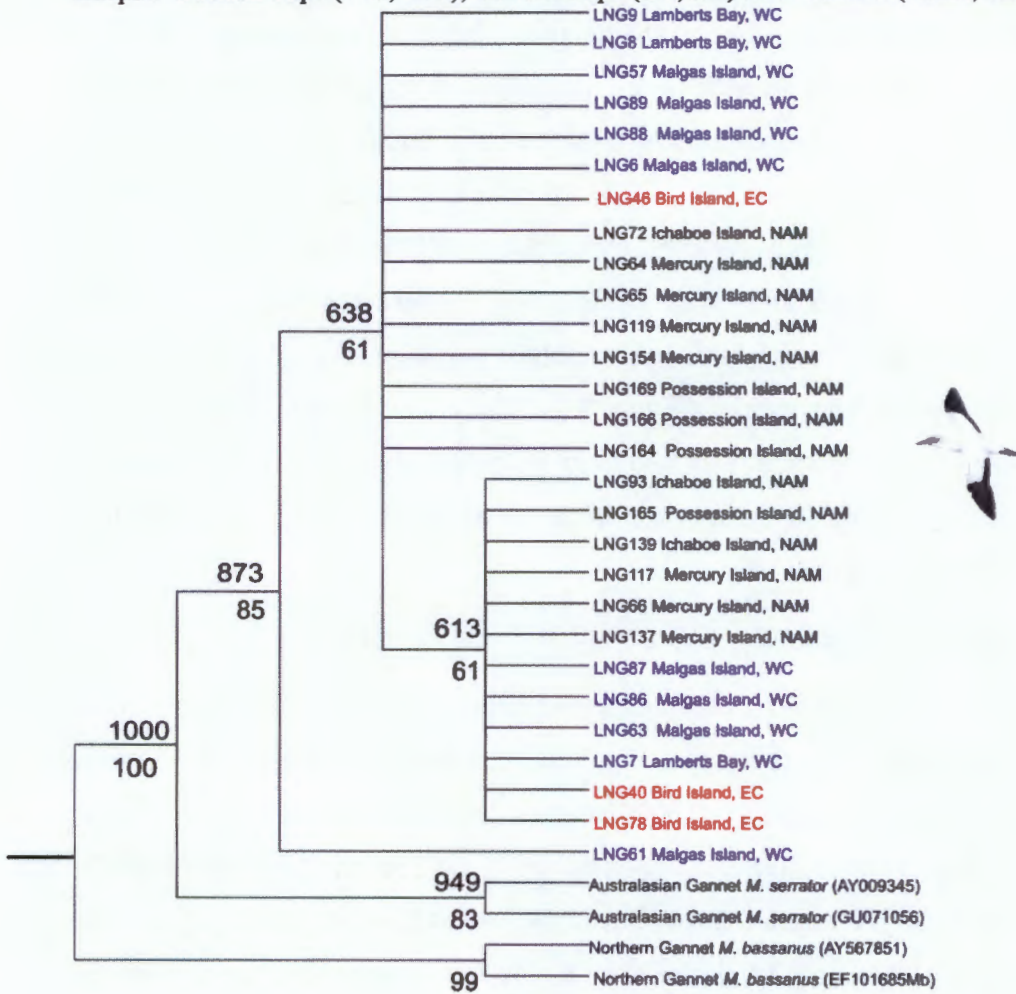 LNG9 Lamberts Bay, WC
LNG8 Lamberts Bay, WC
LNG57 Malgas Island, WC
LNG89 Malgas Island, WC
LNG88 Malgas Island, WC
LNG6 Malgas Island, WC
LNG46 Bird Island, EC
LNG72 Ichaboe Island, NAM
LNG64 Mercury Island, NAM
LNG65 Mercury Island, NAM
638
LNG119 Mercury Island, NAM
61
LNG154 Mercury Island, NAM
LNG169 Possession Island, NAM
LNG166 Possession Island, NAM
LNG164 Possession Island, NAM
LNG93 Ichaboe Island, NAM
LNG165 Possession Island, NAM
LNG139 Ichaboe Island, NAM
873
LNG117 Mercury Island, NAM
85
LNG66 Mercury Island, NAM
613
LNG137 Mercury Island, NAM
61
LNG87 Malgas Island, WC
LNG86 Malgas Island, WC
LNG63 Malgas Island, WC
1000
LNG7 Lamberts Bay, WC
100
LNG40 Bird Island, EC
LNG78 Bird Island, EC
LNG61 Malgas Island, WC
949
Australasian Gannet M. serrator (AY009345)
83
Australasian Gannet M. serrator (GU071056)
Northern Gannet M. bassanus (AY567851)
99
Northern Gannet M. bassanus (EF101685Mb)